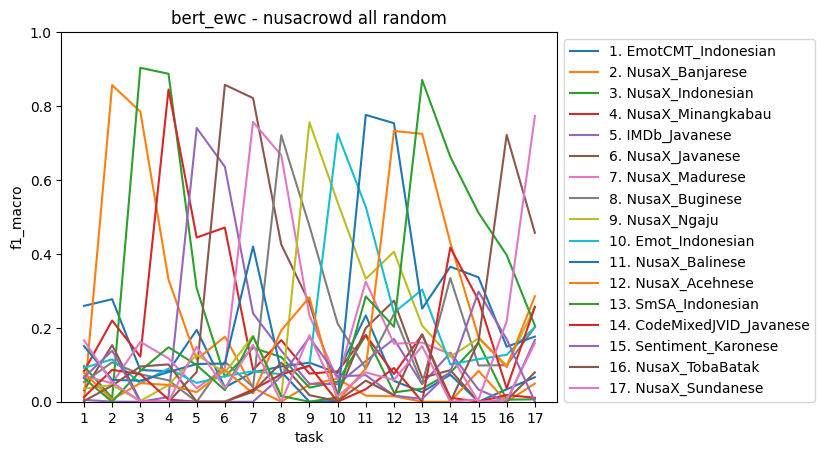 bert_ewc - nusacrowd all random
1.0
0.8
0.6
0.4
0.2
0.0
f1_macro
1 2 3 4 5 6 7 8 9 10 11 12 13 14 15 16 17
task
1. EmotCMT_Indonesian
2. NusaX_Banjarese
3. NusaX_Indonesian
4. NusaX_Minangkabau
5. IMDb_Javanese
6. NusaX_Javanese
7. NusaX_Madurese
8. NusaX_Buginese
9. NusaX_Ngaju
10. Emot_Indonesian
11. NusaX_Balinese
12. NusaX_Acehnese
13. SmSA_Indonesian
14. CodeMixedJVID_Javanese
15. Sentiment_Karonese
16. NusaX_TobaBatak
17. NusaX_Sundanese